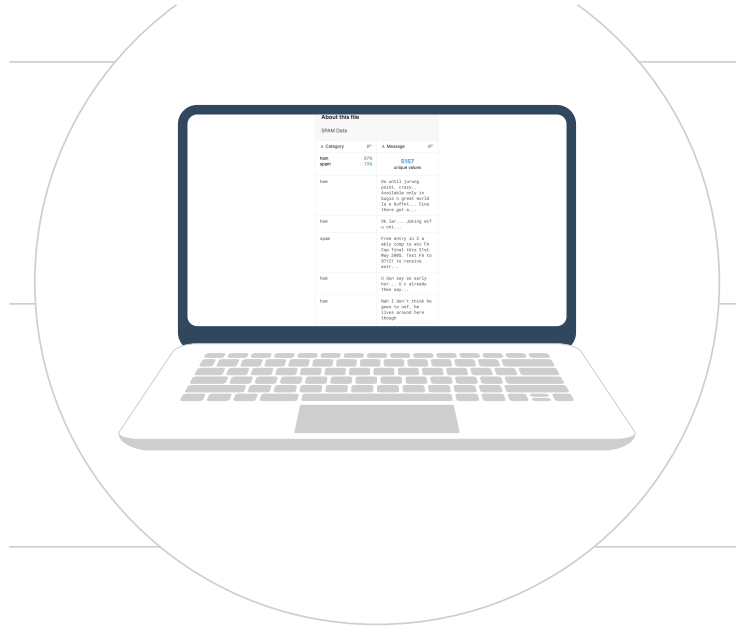 About this file
SPAM Data
A Category
A Message
ham 87%
spam 13%
5157
unique values
ham
Go until jurong
point, crazy..
Available only in
bugis n great world
la e buffet... Cine
there got a...
ham
Ok lar... Joking wif
u oni...
spam
Free entry in 2 a
wkly comp to win FA
Cup final tkts 21st
May 2005. Text FA to
87121 to receive
entr...
ham
U dun say so early
hor... U c already
then say...
ham
Nah I don't think he
goes to usf, he
lives around here
though